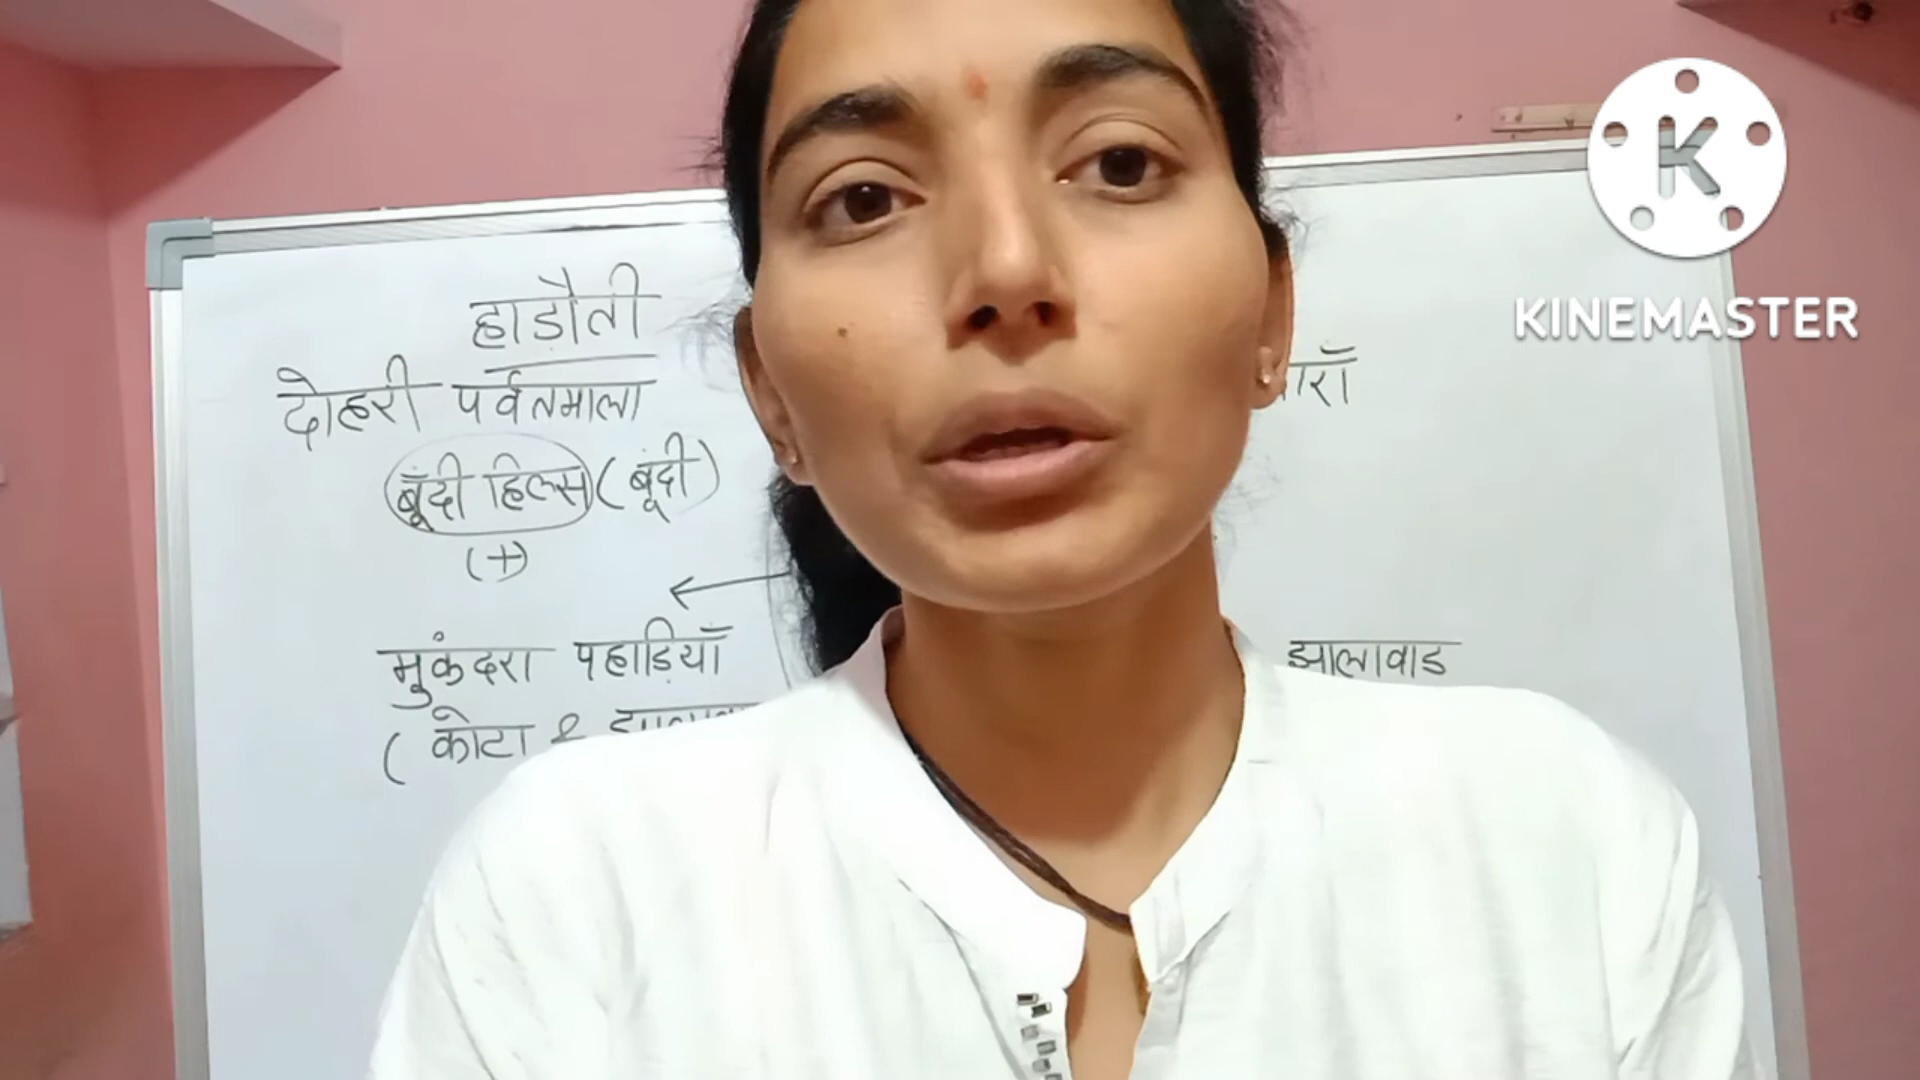 हाड़ौती
दोहरी पर्वतमाला
बूँदी हिल्स (बूंदी)
(+)
मुकंदरा पहाड़ियाँ
( कोटा &
झालावाड
K
KINEMASTER